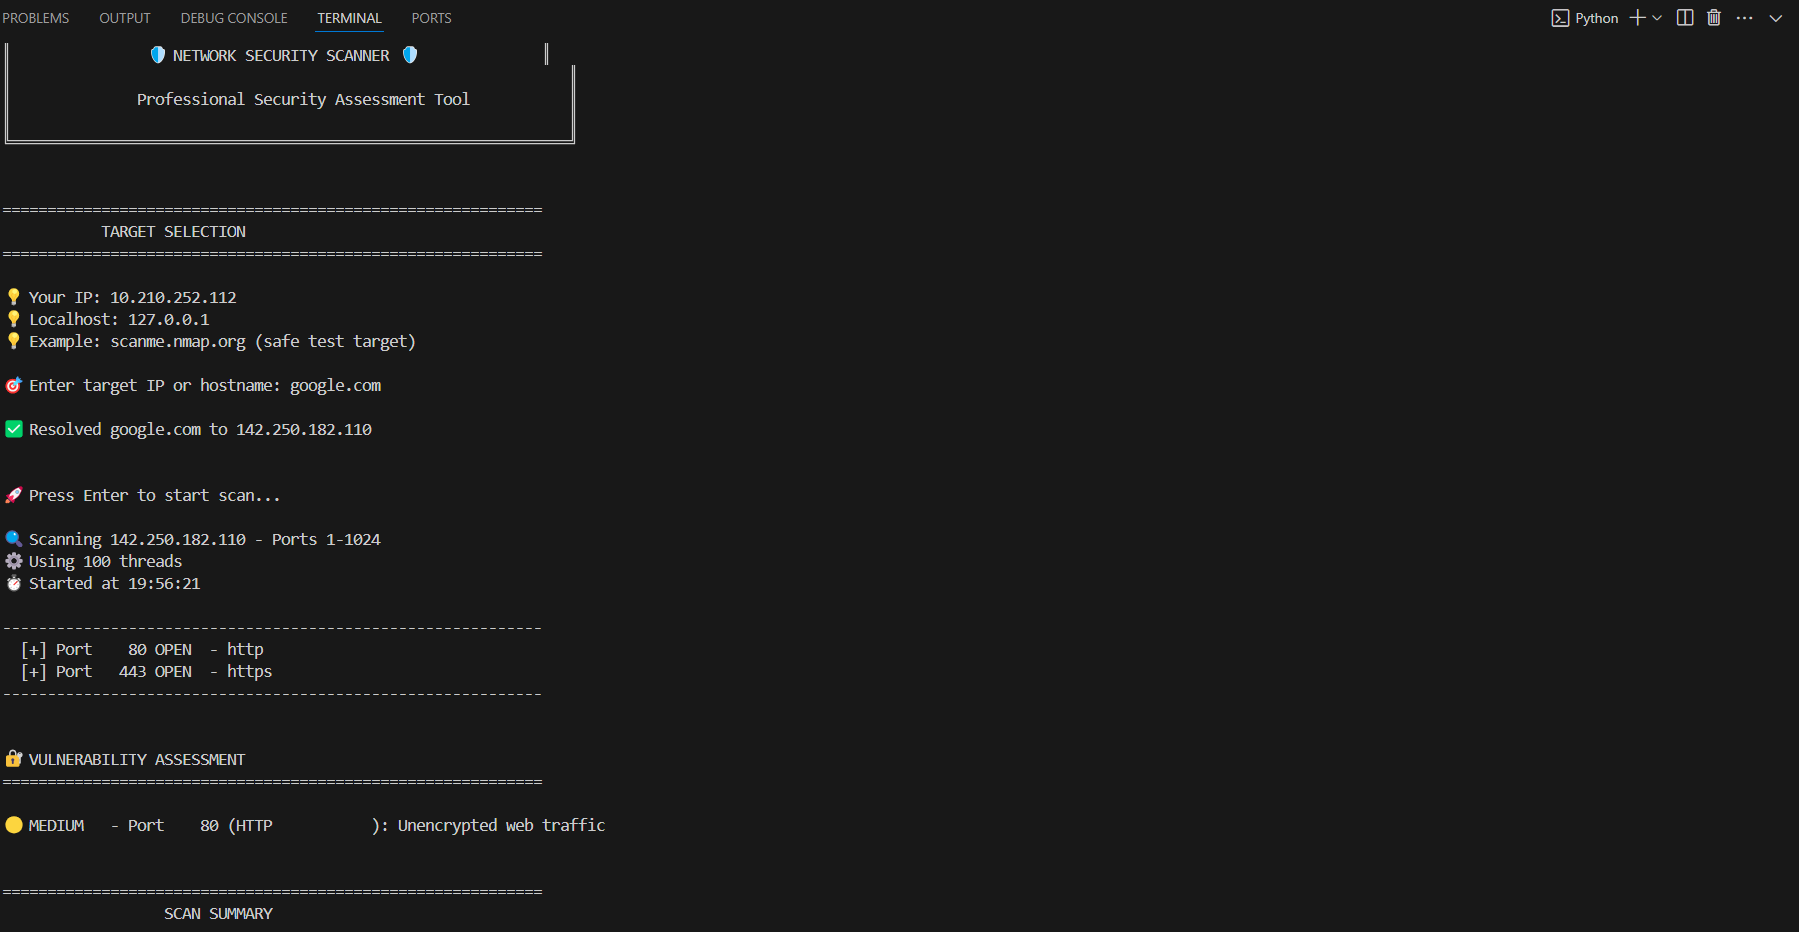 PROBLEMS OUTPUT DEBUG CONSOLE TERMINAL PORTS Python
🛡️ NETWORK SECURITY SCANNER 🛡️
Professional Security Assessment Tool
============================================================
TARGET SELECTION
============================================================
💡 Your IP: 10.210.252.112
💡 Localhost: 127.0.0.1
💡 Example: scanme.nmap.org (safe test target)
🎯 Enter target IP or hostname: google.com
✅ Resolved google.com to 142.250.182.110
🚀 Press Enter to start scan...
🔍 Scanning 142.250.182.110 - Ports 1-1024
⚙️ Using 100 threads
⏱️ Started at 19:56:21
------------------------------------------------------------
[+] Port    80 OPEN  - http
[+] Port   443 OPEN  - https
------------------------------------------------------------
🔐 VULNERABILITY ASSESSMENT
============================================================
🟡 MEDIUM   - Port    80 (HTTP           ): Unencrypted web traffic
============================================================
SCAN SUMMARY